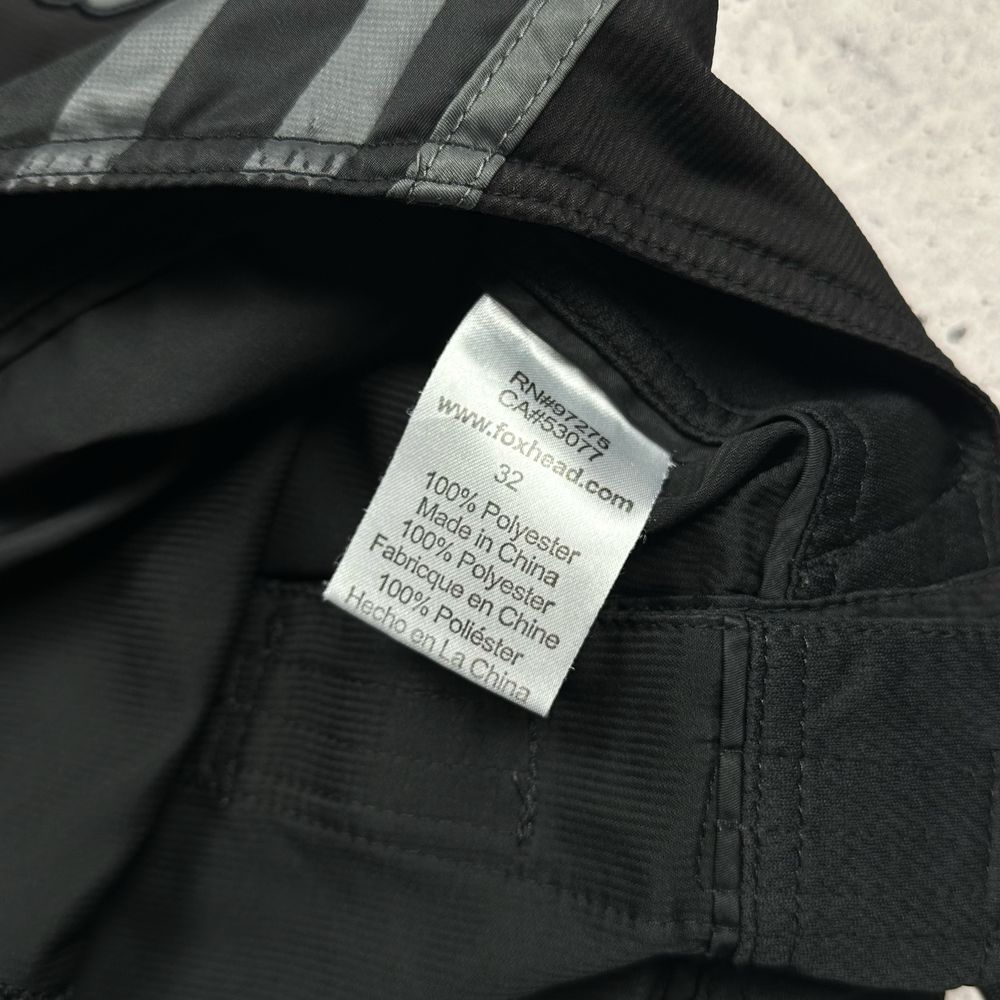 RN#97275
CA#53077
www.foxhead.com
32
100% Polyester
Made in China
100% Polyester
Fabricque en Chine
100% Poliéster
Hecho en La China